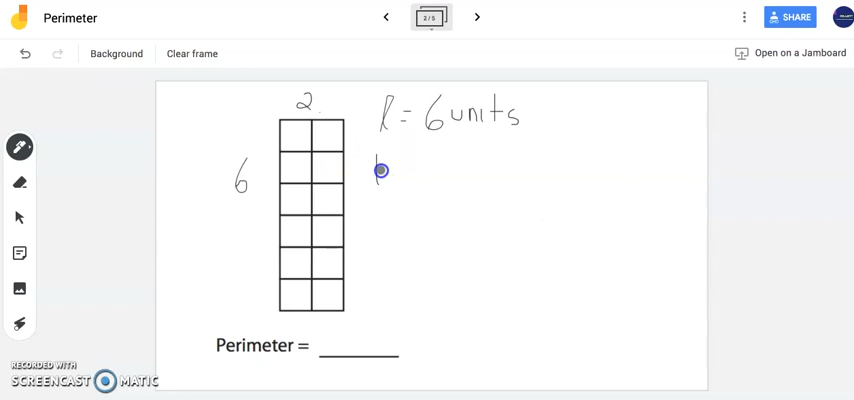 Perimeter
2/5
SHARE
Background
Clear frame
Open on a Jamboard
2
l = 6 units
6
Perimeter = ________
RECORDED WITH
SCREENCAST MATIC